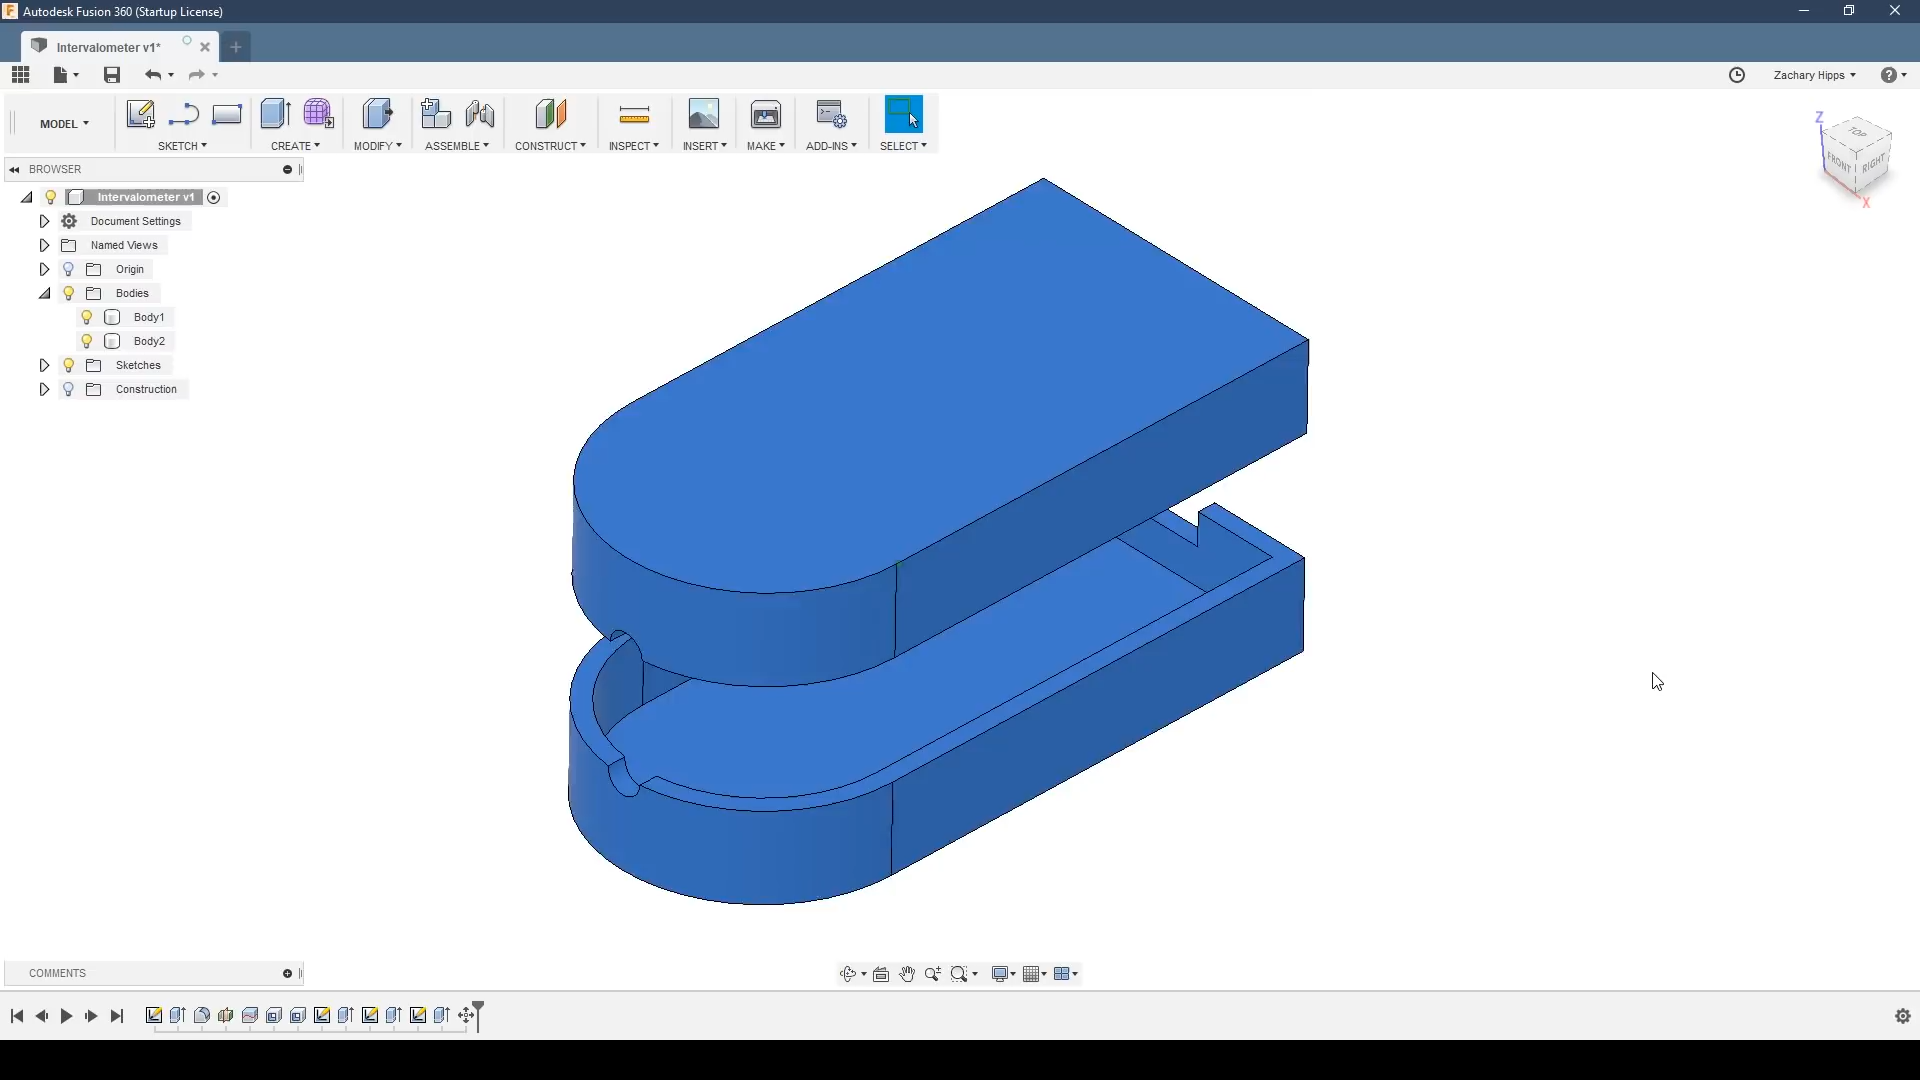 Autodesk Fusion 360 (Startup License)
Intervalometer v1*
Zachary Hipps
MODEL
SKETCH
CREATE
MODIFY
ASSEMBLE
CONSTRUCT
INSPECT
INSERT
MAKE
ADD-INS
SELECT
BROWSER
Intervalometer v1
Document Settings
Named Views
Origin
Bodies
Body1
Body2
Sketches
Construction
Z
TOP
FRONT
RIGHT
X
COMMENTS